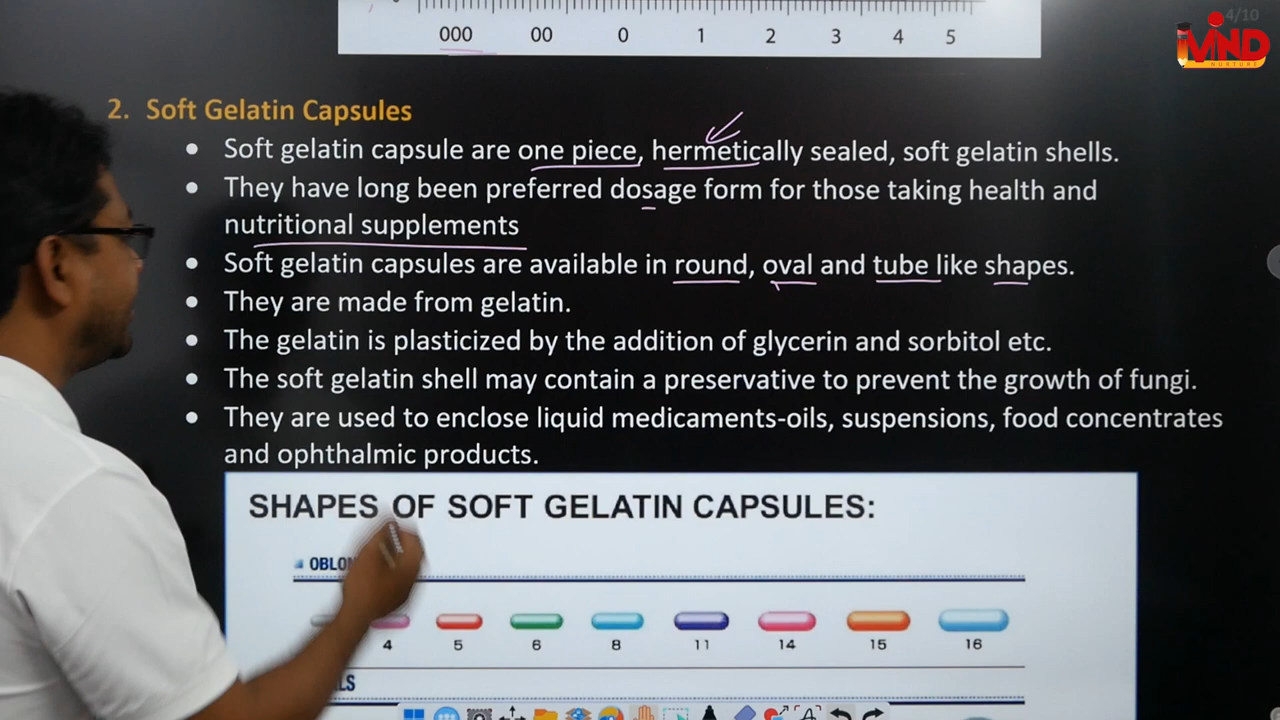 4/10
MIND
NURTURE
000 00 0 1 2 3 4 5
2. Soft Gelatin Capsules
• Soft gelatin capsule are one piece, hermetically sealed, soft gelatin shells.
• They have long been preferred dosage form for those taking health and
nutritional supplements
• Soft gelatin capsules are available in round, oval and tube like shapes.
• They are made from gelatin.
• The gelatin is plasticized by the addition of glycerin and sorbitol etc.
• The soft gelatin shell may contain a preservative to prevent the growth of fungi.
• They are used to enclose liquid medicaments-oils, suspensions, food concentrates
and ophthalmic products.
SHAPES OF SOFT GELATIN CAPSULES:
4 5 6 8 11 14 15 16